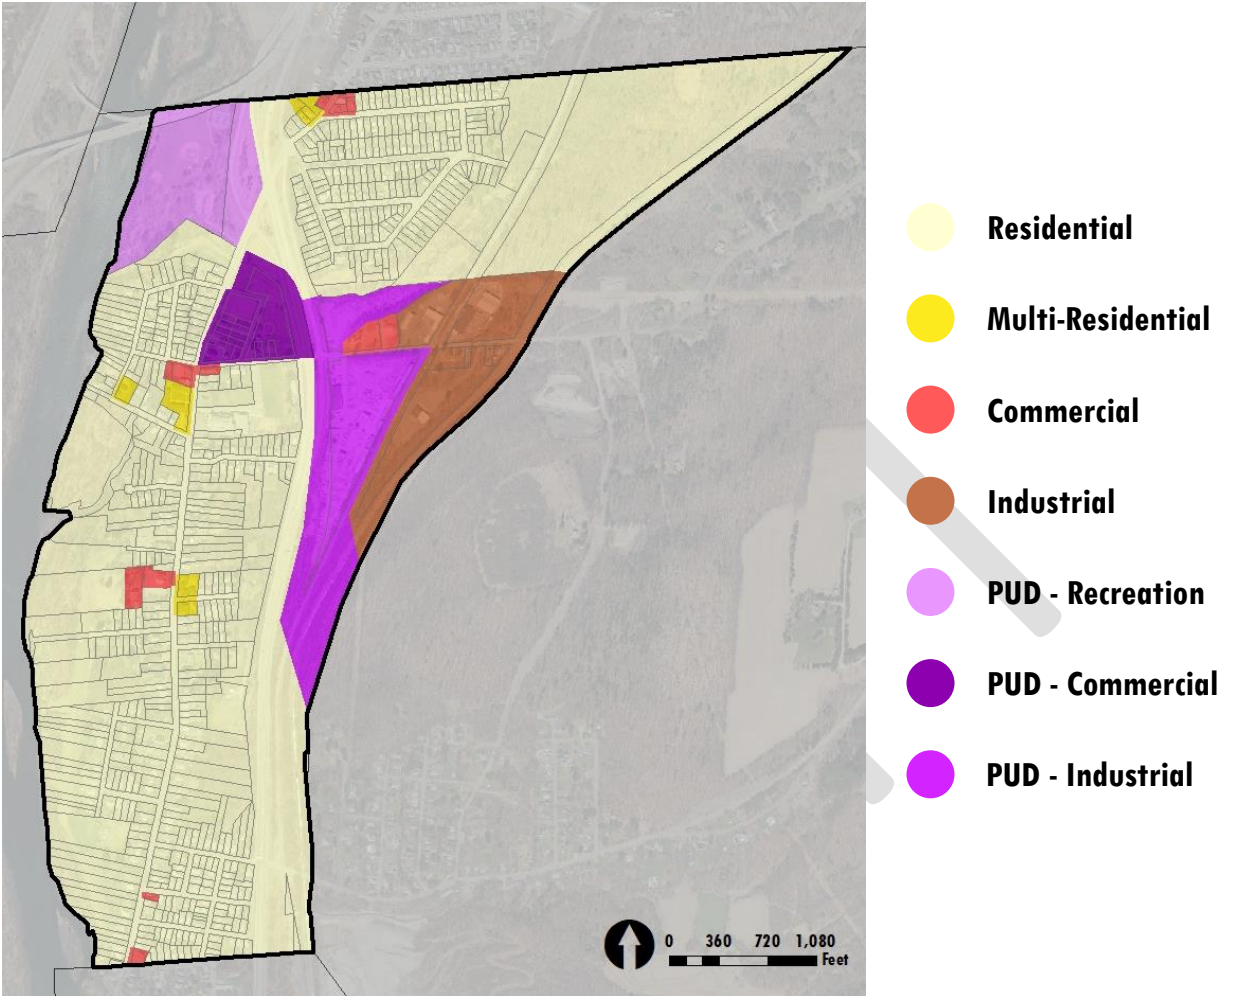 Residential
Multi-Residential
Commercial
Industrial
PUD - Recreation
PUD - Commercial
PUD - Industrial
0 360 720 1,080
Feet